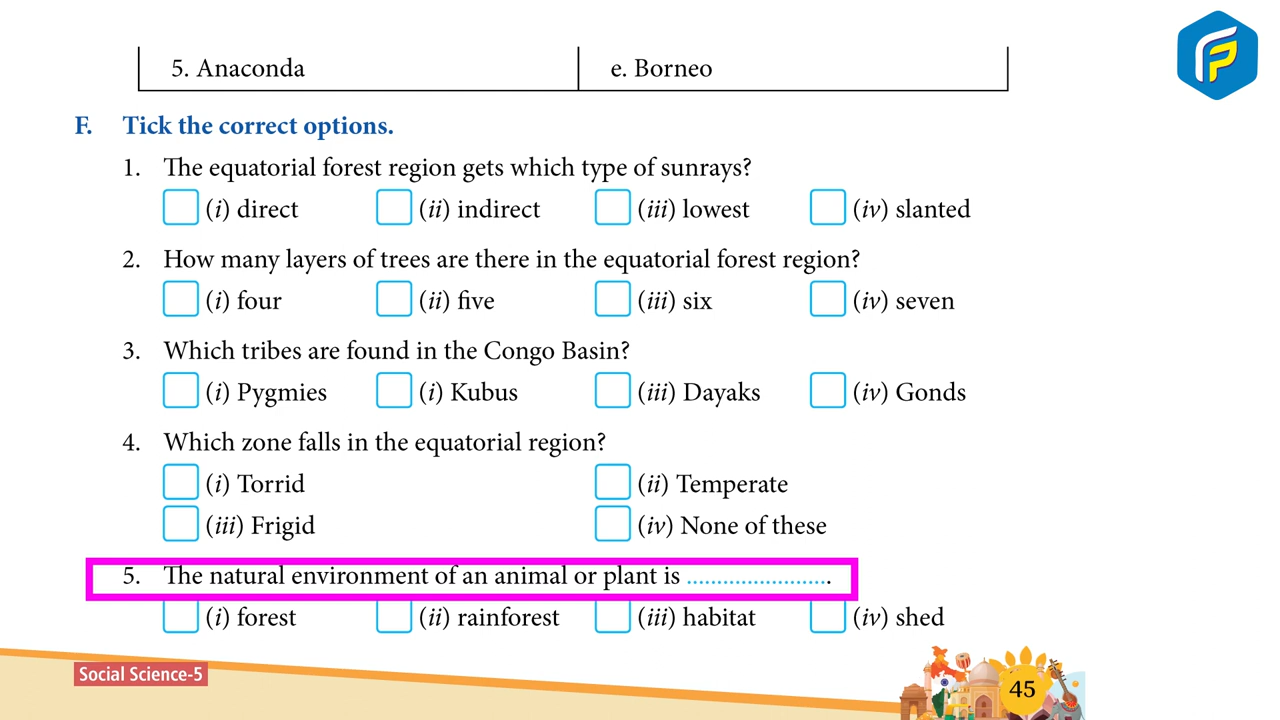 5. Anaconda e. Borneo
F. Tick the correct options.
1. The equatorial forest region gets which type of sunrays?
(i) direct (ii) indirect (iii) lowest (iv) slanted
2. How many layers of trees are there in the equatorial forest region?
(i) four (ii) five (iii) six (iv) seven
3. Which tribes are found in the Congo Basin?
(i) Pygmies (i) Kubus (iii) Dayaks (iv) Gonds
4. Which zone falls in the equatorial region?
(i) Torrid (ii) Temperate
(iii) Frigid (iv) None of these
5. The natural environment of an animal or plant is ........................
(i) forest (ii) rainforest (iii) habitat (iv) shed
Social Science-5
45